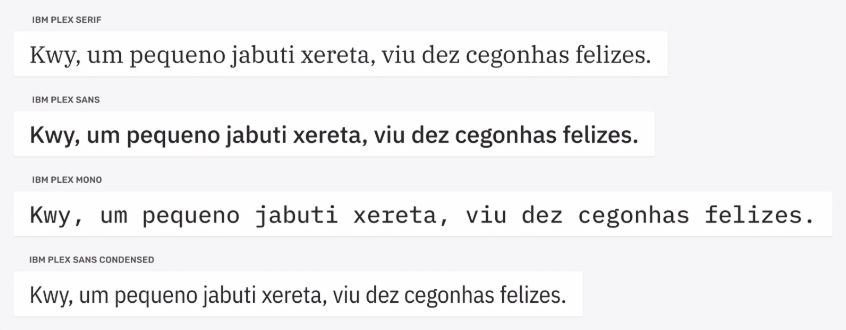 IBM PLEX SERIF
Kwy, um pequeno jabuti xereta, viu dez cegonhas felizes.
IBM PLEX SANS
Kwy, um pequeno jabuti xereta, viu dez cegonhas felizes.
IBM PLEX MONO
Kwy, um pequeno jabuti xereta, viu dez cegonhas felizes.
IBM PLEX SANS CONDENSED
Kwy, um pequeno jabuti xereta, viu dez cegonhas felizes.